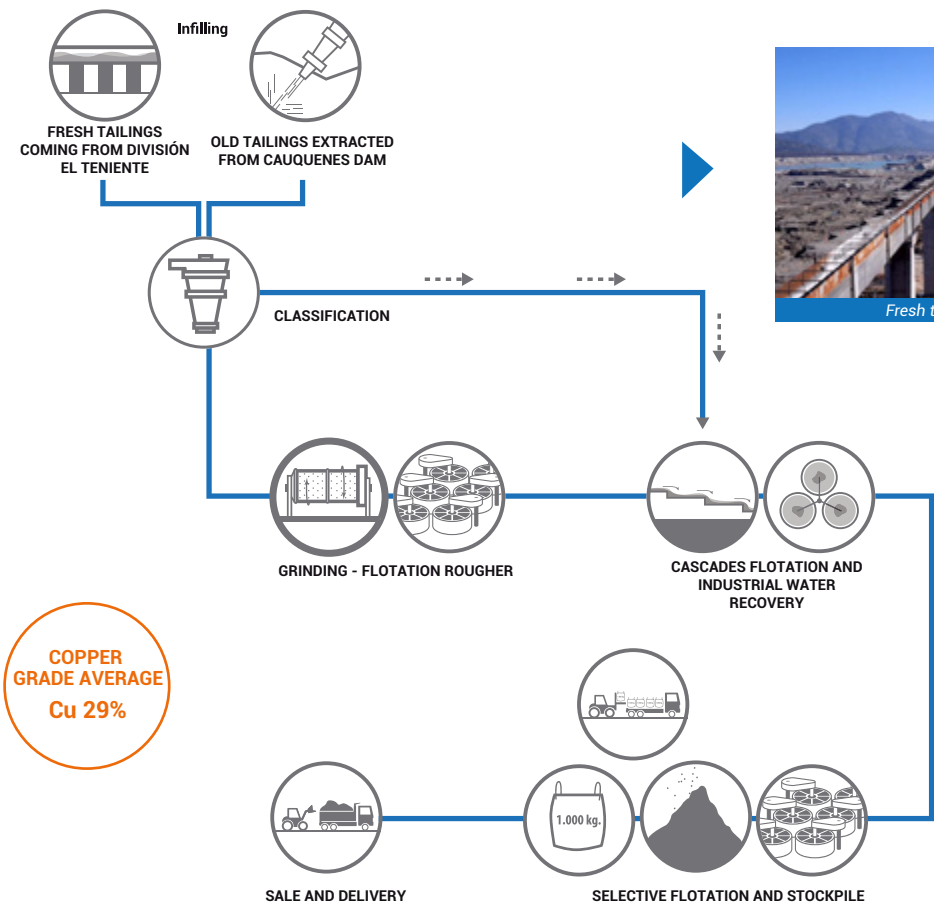 Infilling
FRESH TAILINGS
COMING FROM DIVISIÓN
EL TENIENTE
OLD TAILINGS EXTRACTED
FROM CAUQUENES DAM
CLASSIFICATION
Fresh t
GRINDING - FLOTATION ROUGHER
CASCADES FLOTATION AND
INDUSTRIAL WATER
RECOVERY
COPPER
GRADE AVERAGE
Cu 29%
1.000 kg.
SALE AND DELIVERY
SELECTIVE FLOTATION AND STOCKPILE